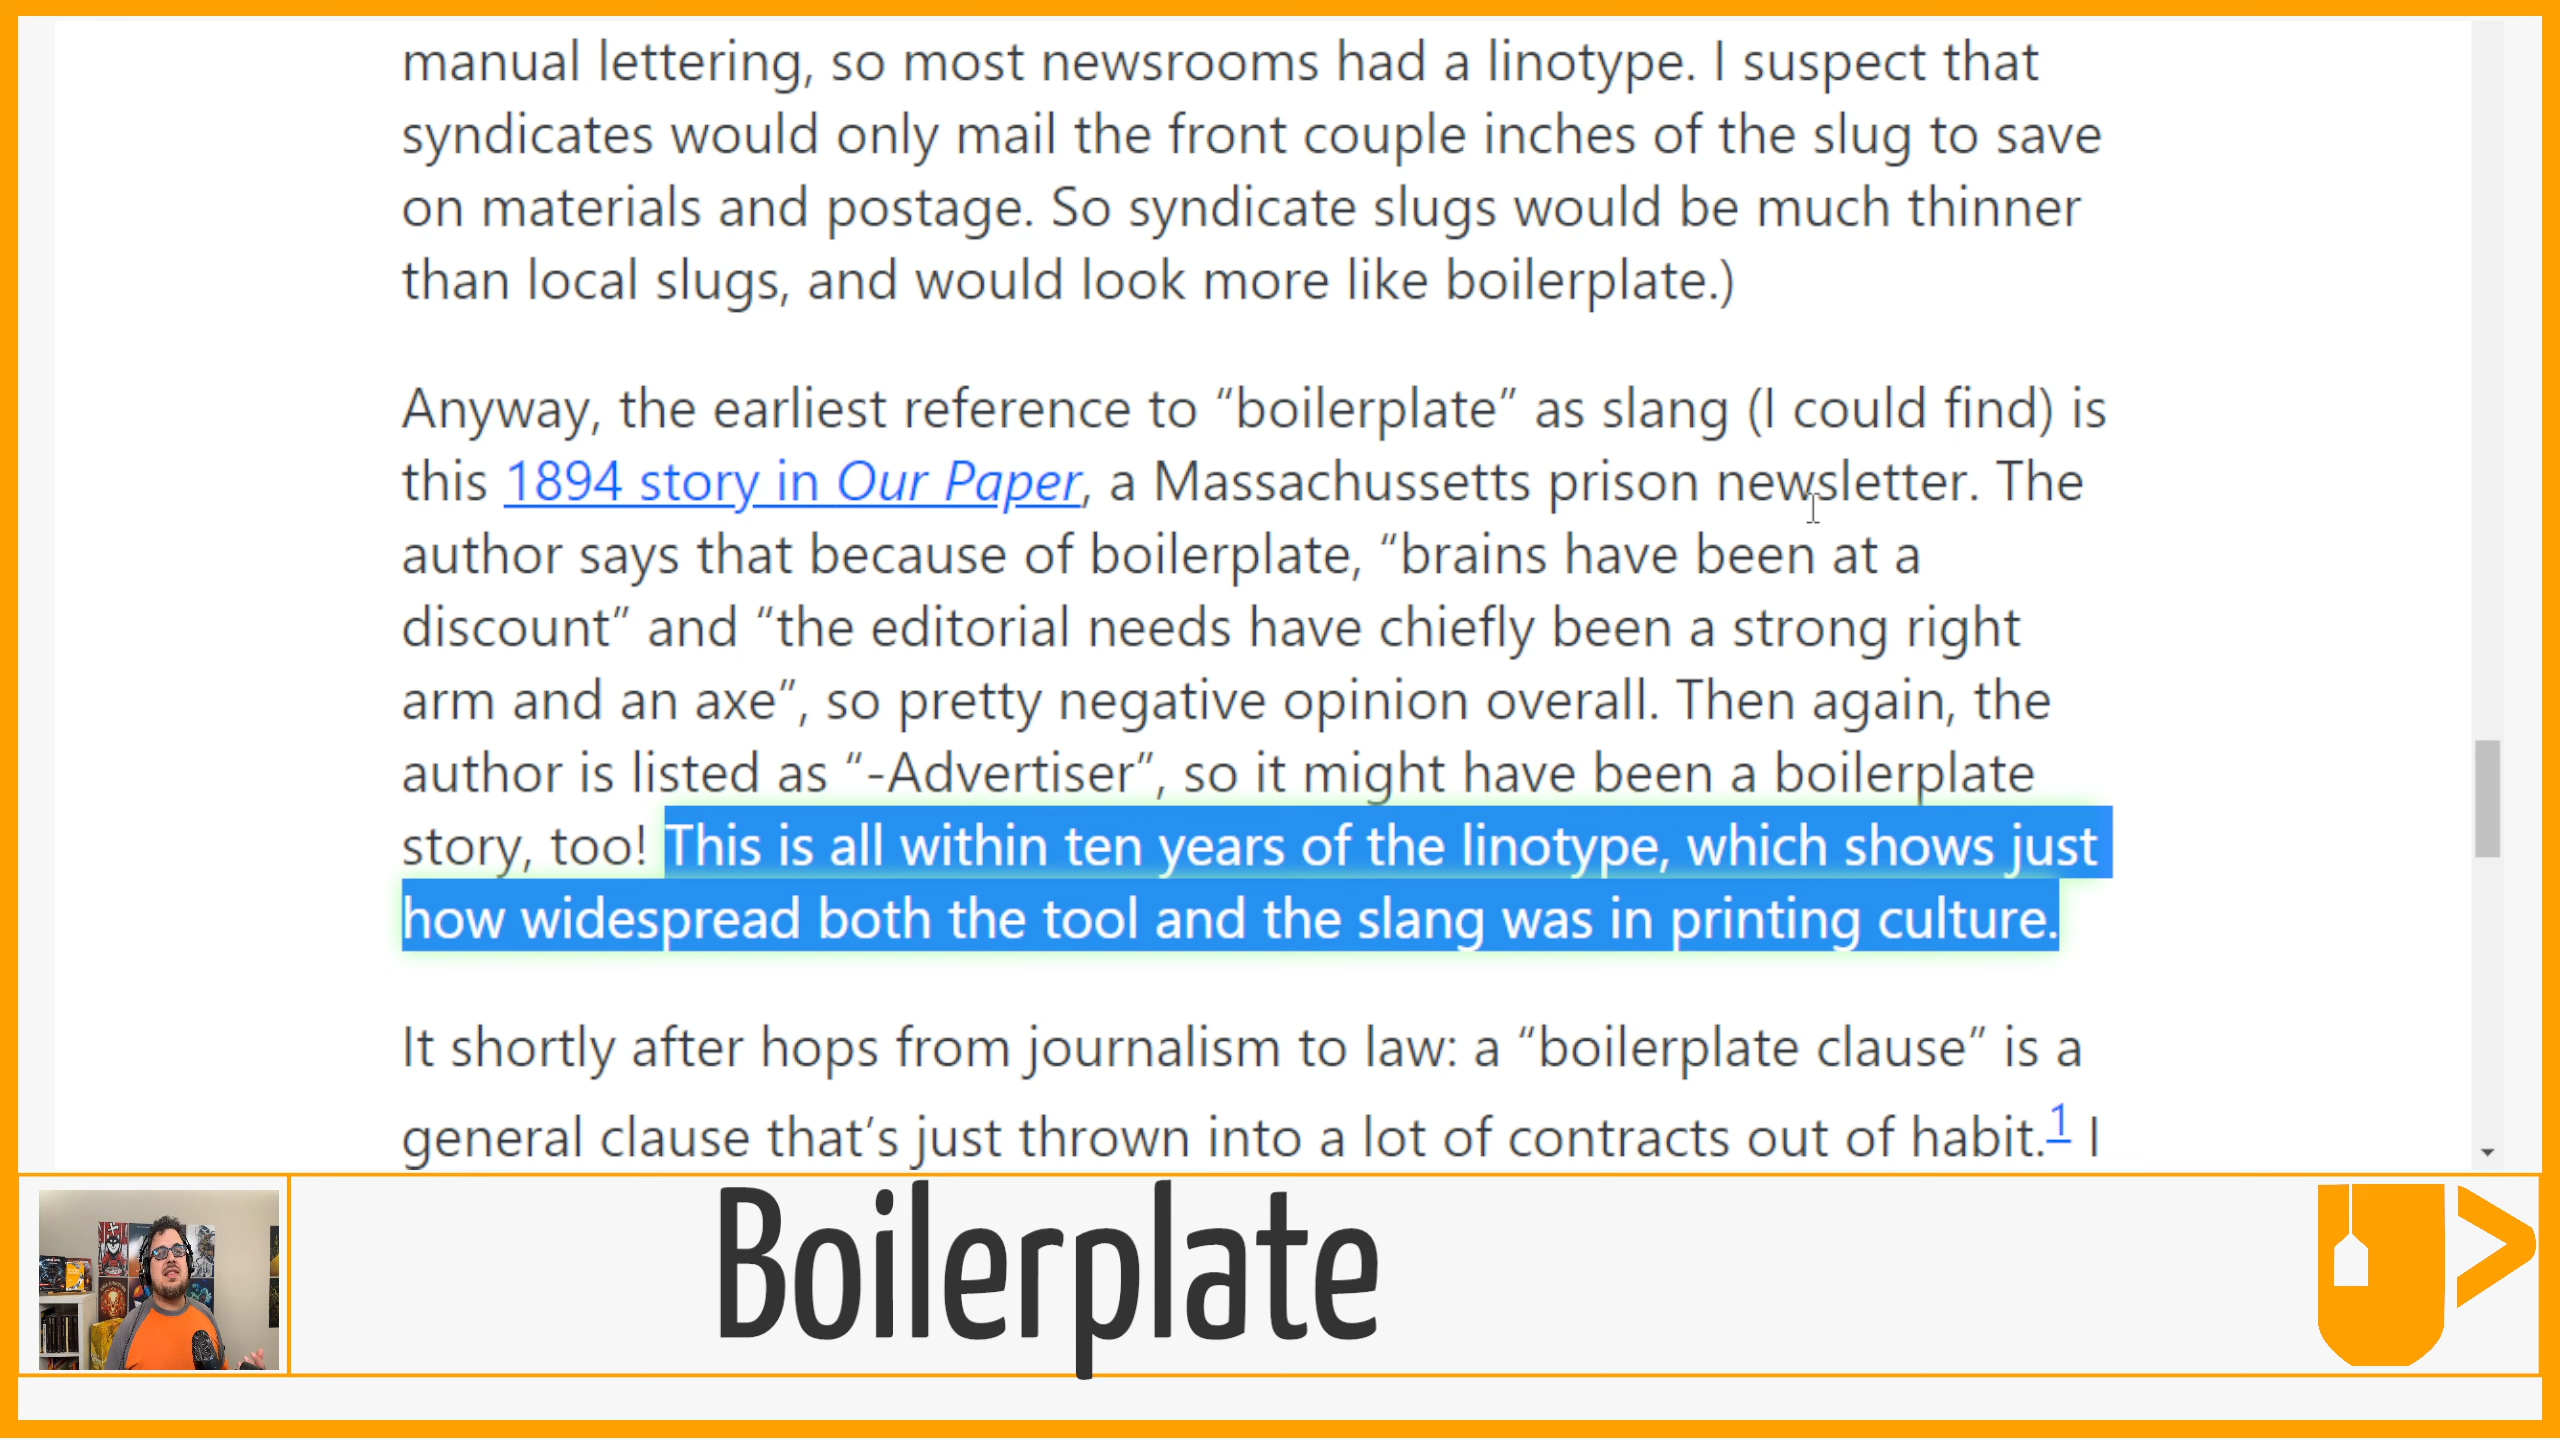 manual lettering, so most newsrooms had a linotype. I suspect that
syndicates would only mail the front couple inches of the slug to save
on materials and postage. So syndicate slugs would be much thinner
than local slugs, and would look more like boilerplate.)
Anyway, the earliest reference to “boilerplate” as slang (I could find) is
this 1894 story in Our Paper, a Massachussetts prison newsletter. The
author says that because of boilerplate, “brains have been at a
discount” and “the editorial needs have chiefly been a strong right
arm and an axe”, so pretty negative opinion overall. Then again, the
author is listed as “-Advertiser”, so it might have been a boilerplate
story, too! This is all within ten years of the linotype, which shows just
how widespread both the tool and the slang was in printing culture.
It shortly after hops from journalism to law: a “boilerplate clause” is a
general clause that’s just thrown into a lot of contracts out of habit.1 I
Boilerplate